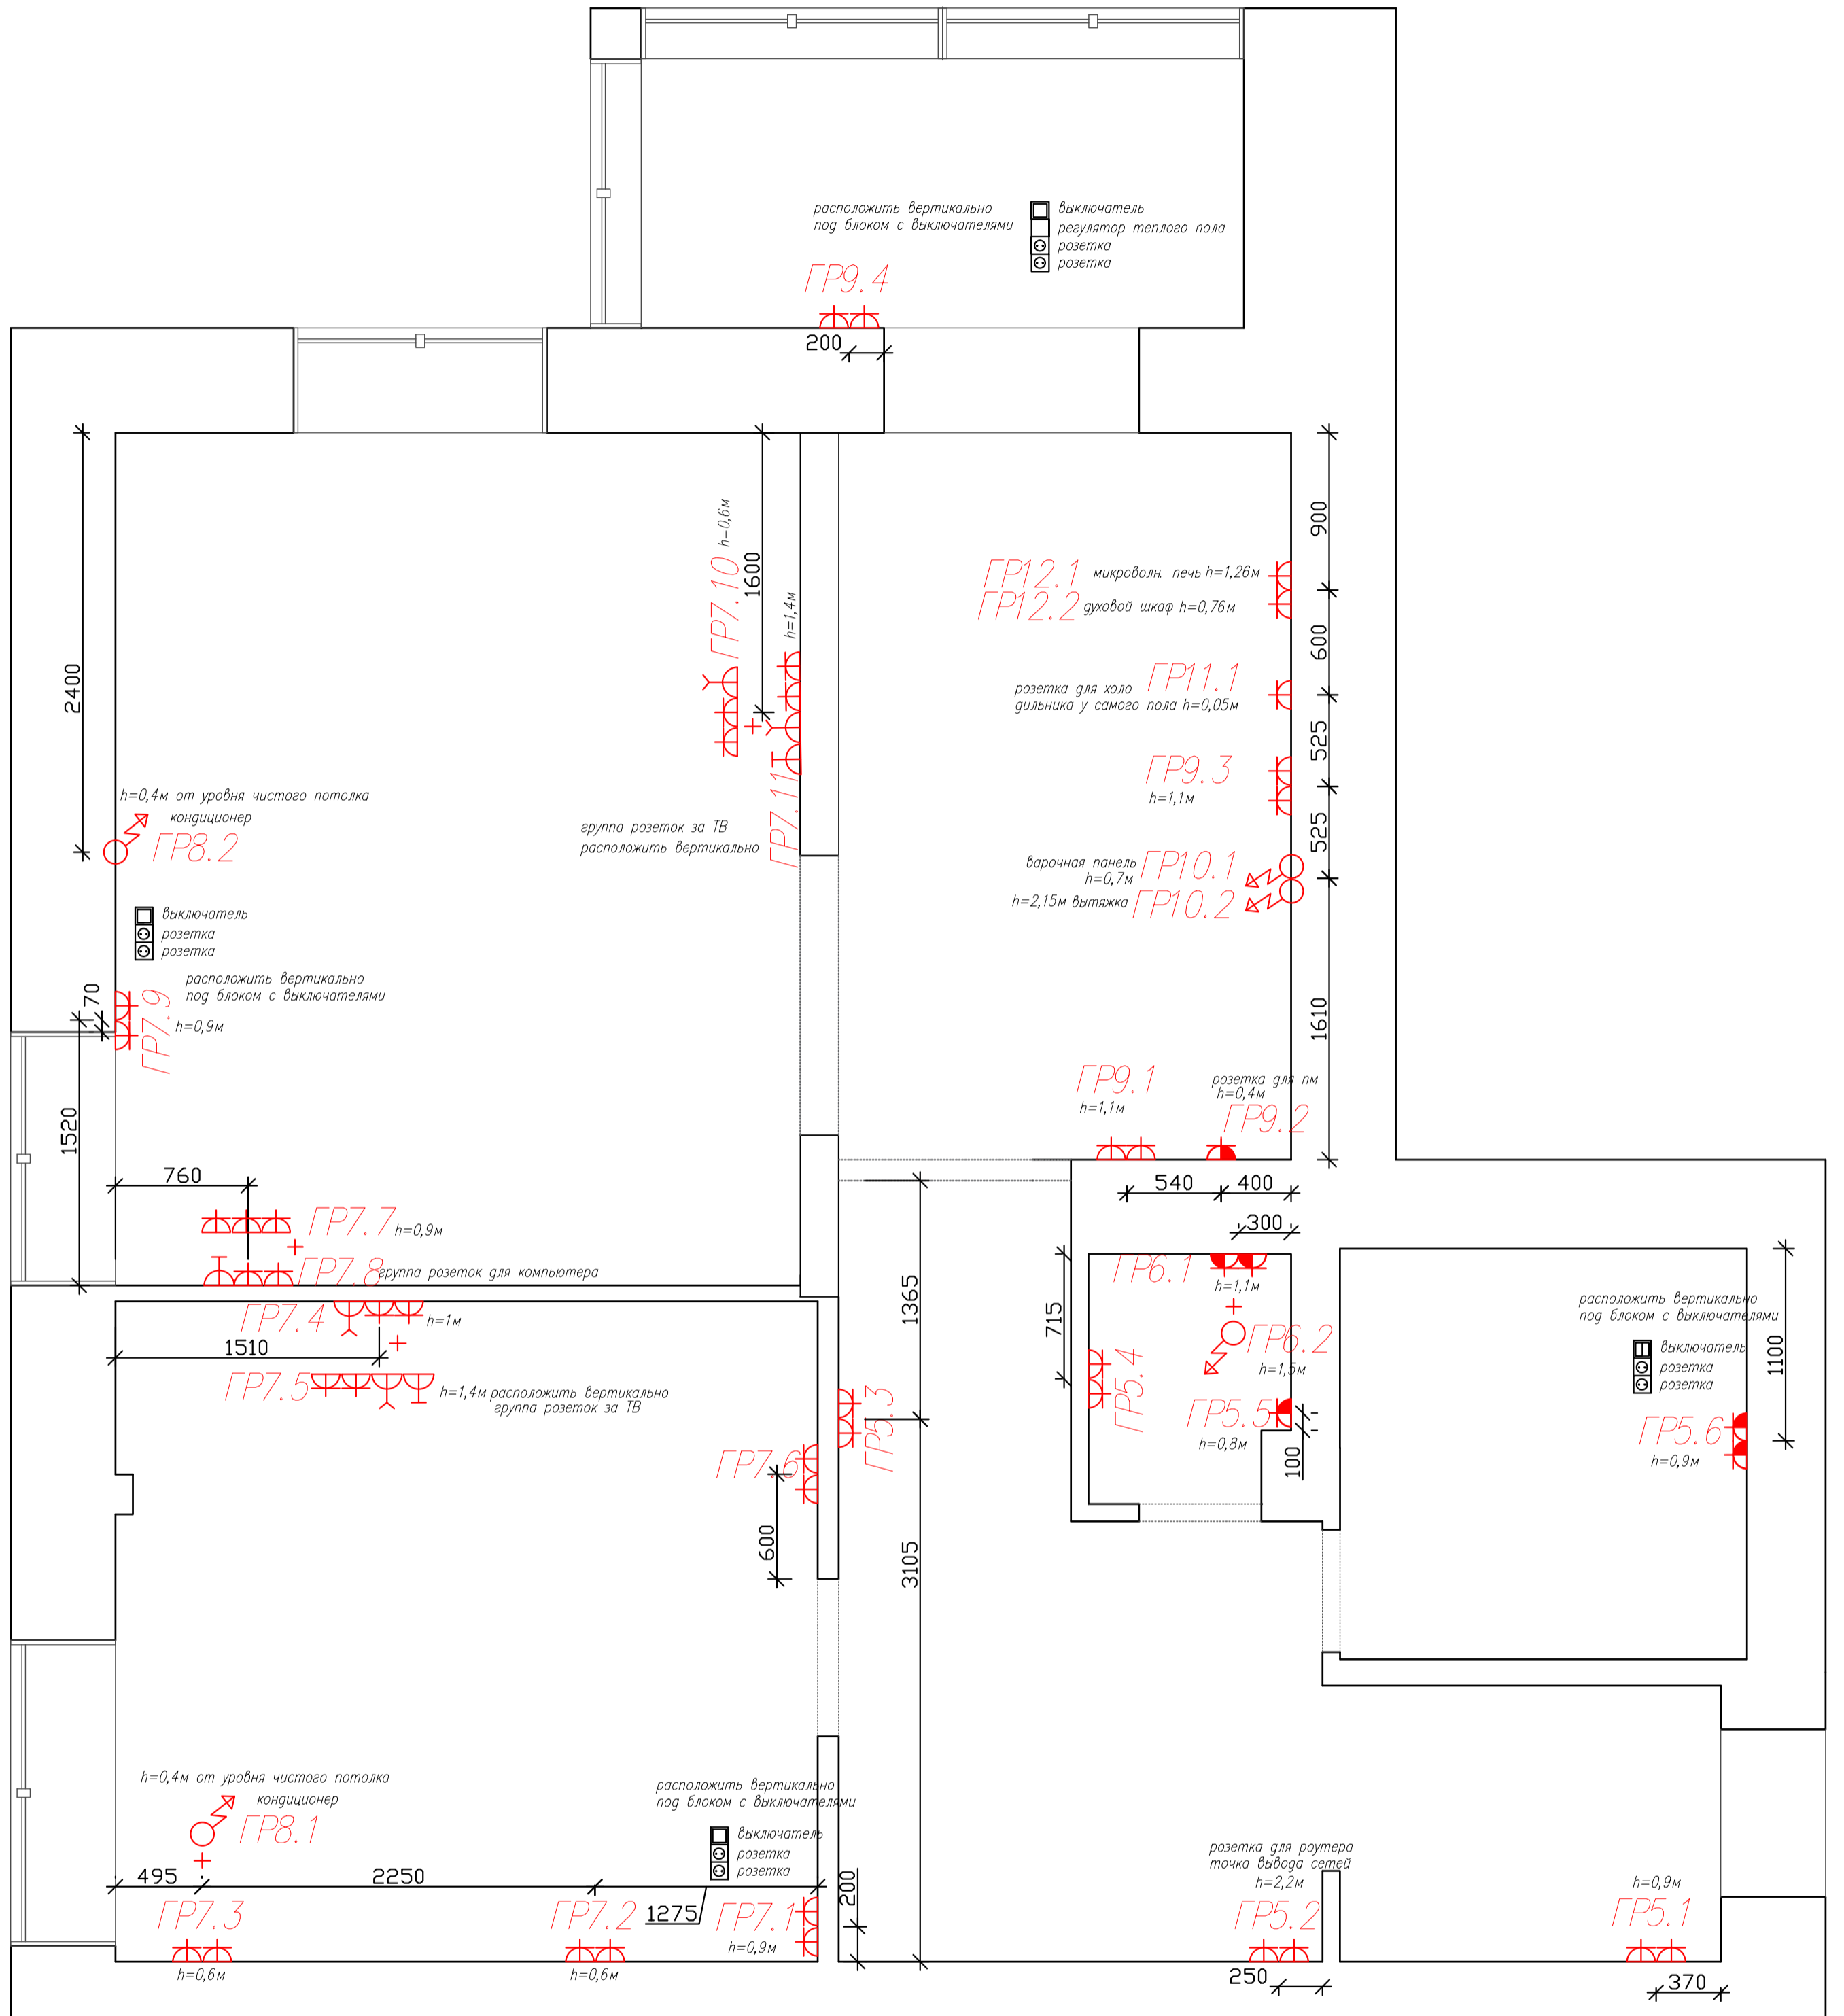 расположить вертикально
под блоком с выключателями
выключатель
регулятор теплого пола
розетка
розетка
ГР9.4
200
2400
1600
ГР7.10
h=0,6м
h=1,4м
ГР7.11
группа розеток за ТВ
расположить вертикально
900
600
525
525
1610
ГР12.1
микроволн. печь h=1,26м
ГР12.2
духовой шкаф h=0,76м
розетка для холо
дильника у самого пола h=0,05м
ГР11.1
ГР9.3
h=1,1м
варочная панель
h=0,7м
ГР10.1
h=2,15м вытяжка
ГР10.2
h=0,4м от уровня чистого потолка
кондиционер
ГР8.2
выключатель
розетка
розетка
расположить вертикально
под блоком с выключателями
h=0,9м
ГР7.9
70
1520
760
ГР7.7
h=0,9м
ГР7.8
группа розеток для компьютера
ГР9.1
h=1,1м
розетка для пм
h=0,4м
ГР9.2
540
400
300
ГР7.4
h=1м
1510
ГР7.5
h=1,4м расположить вертикально
группа розеток за ТВ
1365
3105
ГР5.3
ГР7.6
600
ГР6.1
h=1,1м
715
ГР6.2
h=1,5м
ГР5.4
ГР5.5
h=0,8м
100
расположить вертикально
под блоком с выключателями
выключатель
розетка
розетка
1100
ГР5.6
h=0,9м
h=0,4м от уровня чистого потолка
кондиционер
ГР8.1
расположить вертикально
под блоком с выключателями
выключатель
розетка
розетка
495
2250
1275
200
ГР7.3
h=0,6м
ГР7.2
h=0,6м
ГР7.1
h=0,9м
розетка для роутера
точка вывода сетей
h=2,2м
ГР5.2
250
h=0,9м
ГР5.1
370